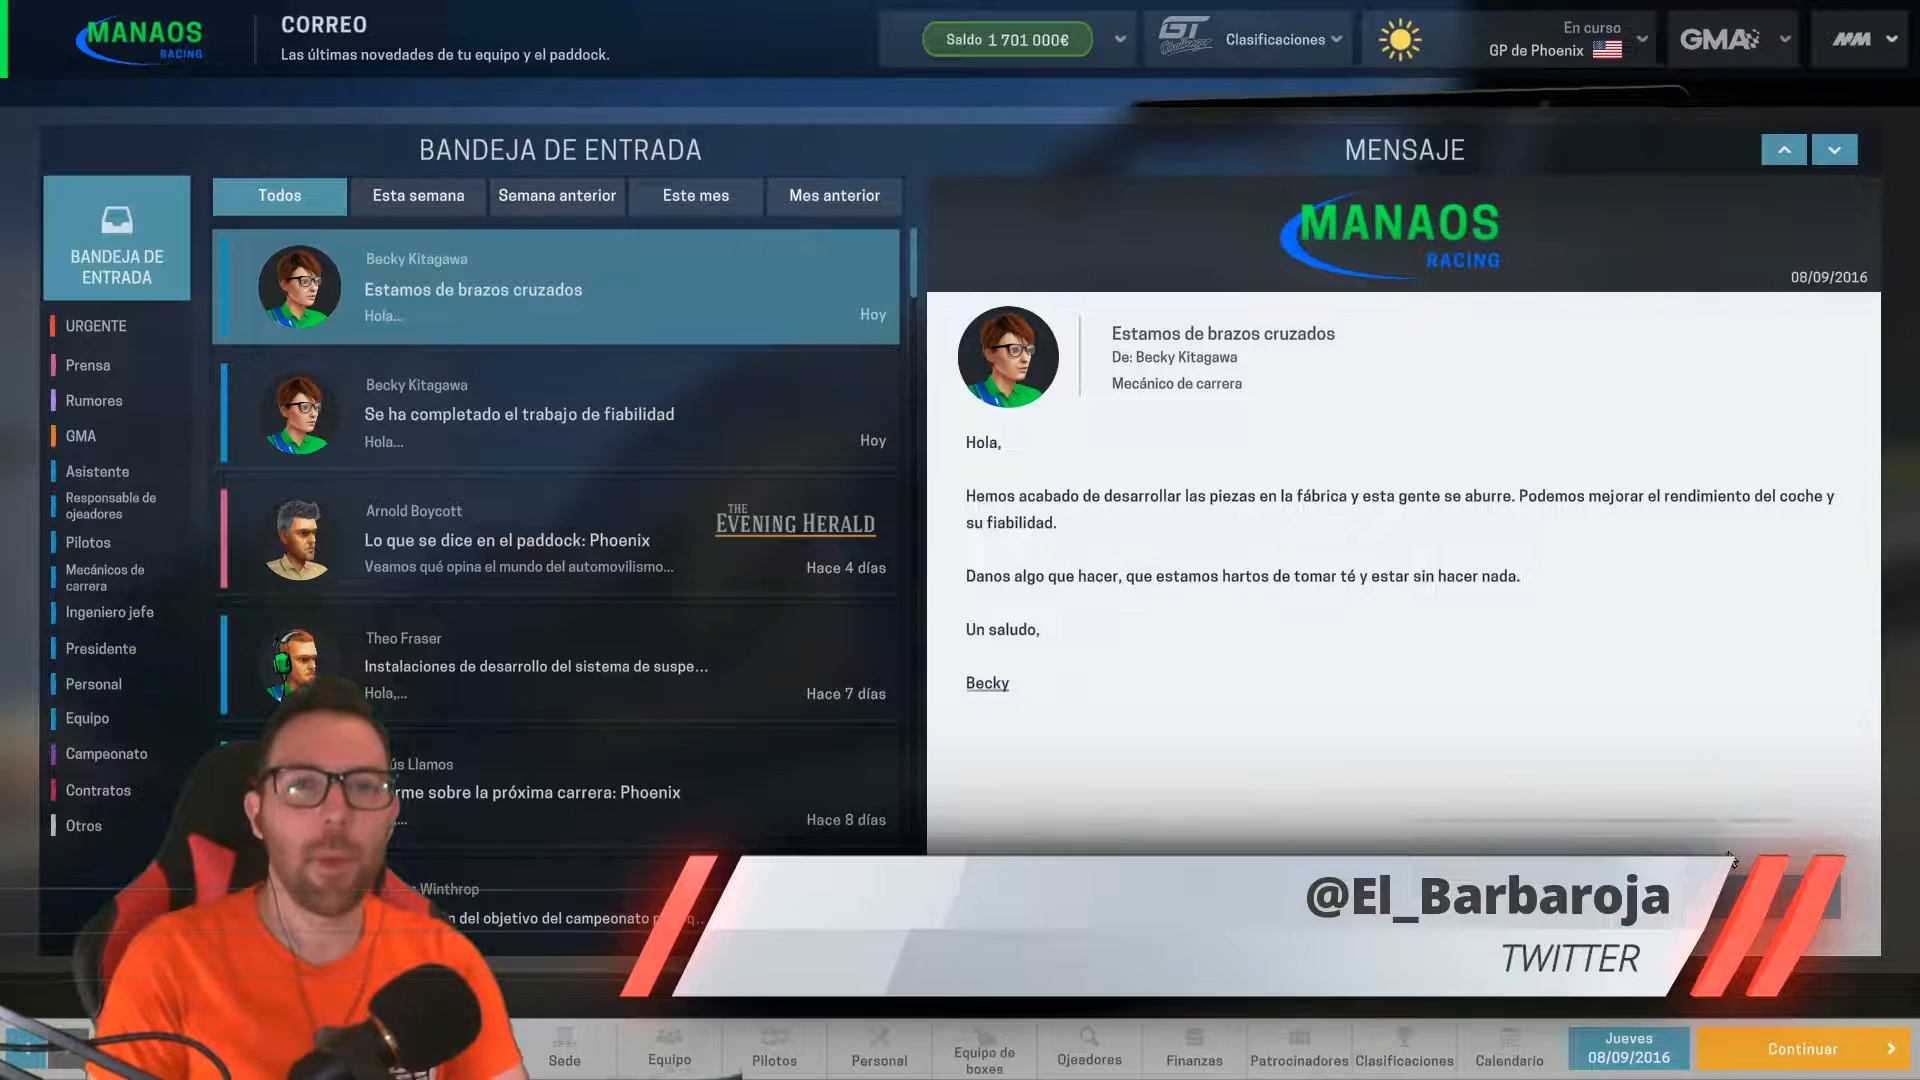 MANAOS
RACING
CORREO
Las últimas novedades de tu equipo y el paddock.
Saldo 1 701 000€
GT
Challenge
Clasificaciones
En curso
GP de Phoenix
GMA
BANDEJA DE ENTRADA
MENSAJE
BANDEJA DE
ENTRADA
Todos
Esta semana
Semana anterior
Este mes
Mes anterior
URGENTE
Prensa
Rumores
GMA
Asistente
Responsable de
ojeadores
Pilotos
Mecánicos de
carrera
Ingeniero jefe
Presidente
Personal
Equipo
Campeonato
Contratos
Otros
Becky Kitagawa
Estamos de brazos cruzados
Hola...
Hoy
Becky Kitagawa
Se ha completado el trabajo de fiabilidad
Hola...
Hoy
Arnold Boycott
Lo que se dice en el paddock: Phoenix
Veamos qué opina el mundo del automovilismo...
THE
EVENING HERALD
Hace 4 días
Theo Fraser
Instalaciones de desarrollo del sistema de suspe...
Hola,...
Hace 7 días
ús Llamos
rme sobre la próxima carrera: Phoenix
Hace 8 días
Winthrop
n del objetivo del campeonato
MANAOS
RACING
08/09/2016
Estamos de brazos cruzados
De: Becky Kitagawa
Mecánico de carrera
Hola,
Hemos acabado de desarrollar las piezas en la fábrica y esta gente se aburre. Podemos mejorar el rendimiento del coche y
su fiabilidad.
Danos algo que hacer, que estamos hartos de tomar té y estar sin hacer nada.
Un saludo,
Becky
@El_Barbaroja
TWITTER
Sede
Equipo
Pilotos
Personal
Equipo de
boxes
Ojeadores
Finanzas
Patrocinadores
Clasificaciones
Calendario
Jueves
08/09/2016
Continuar